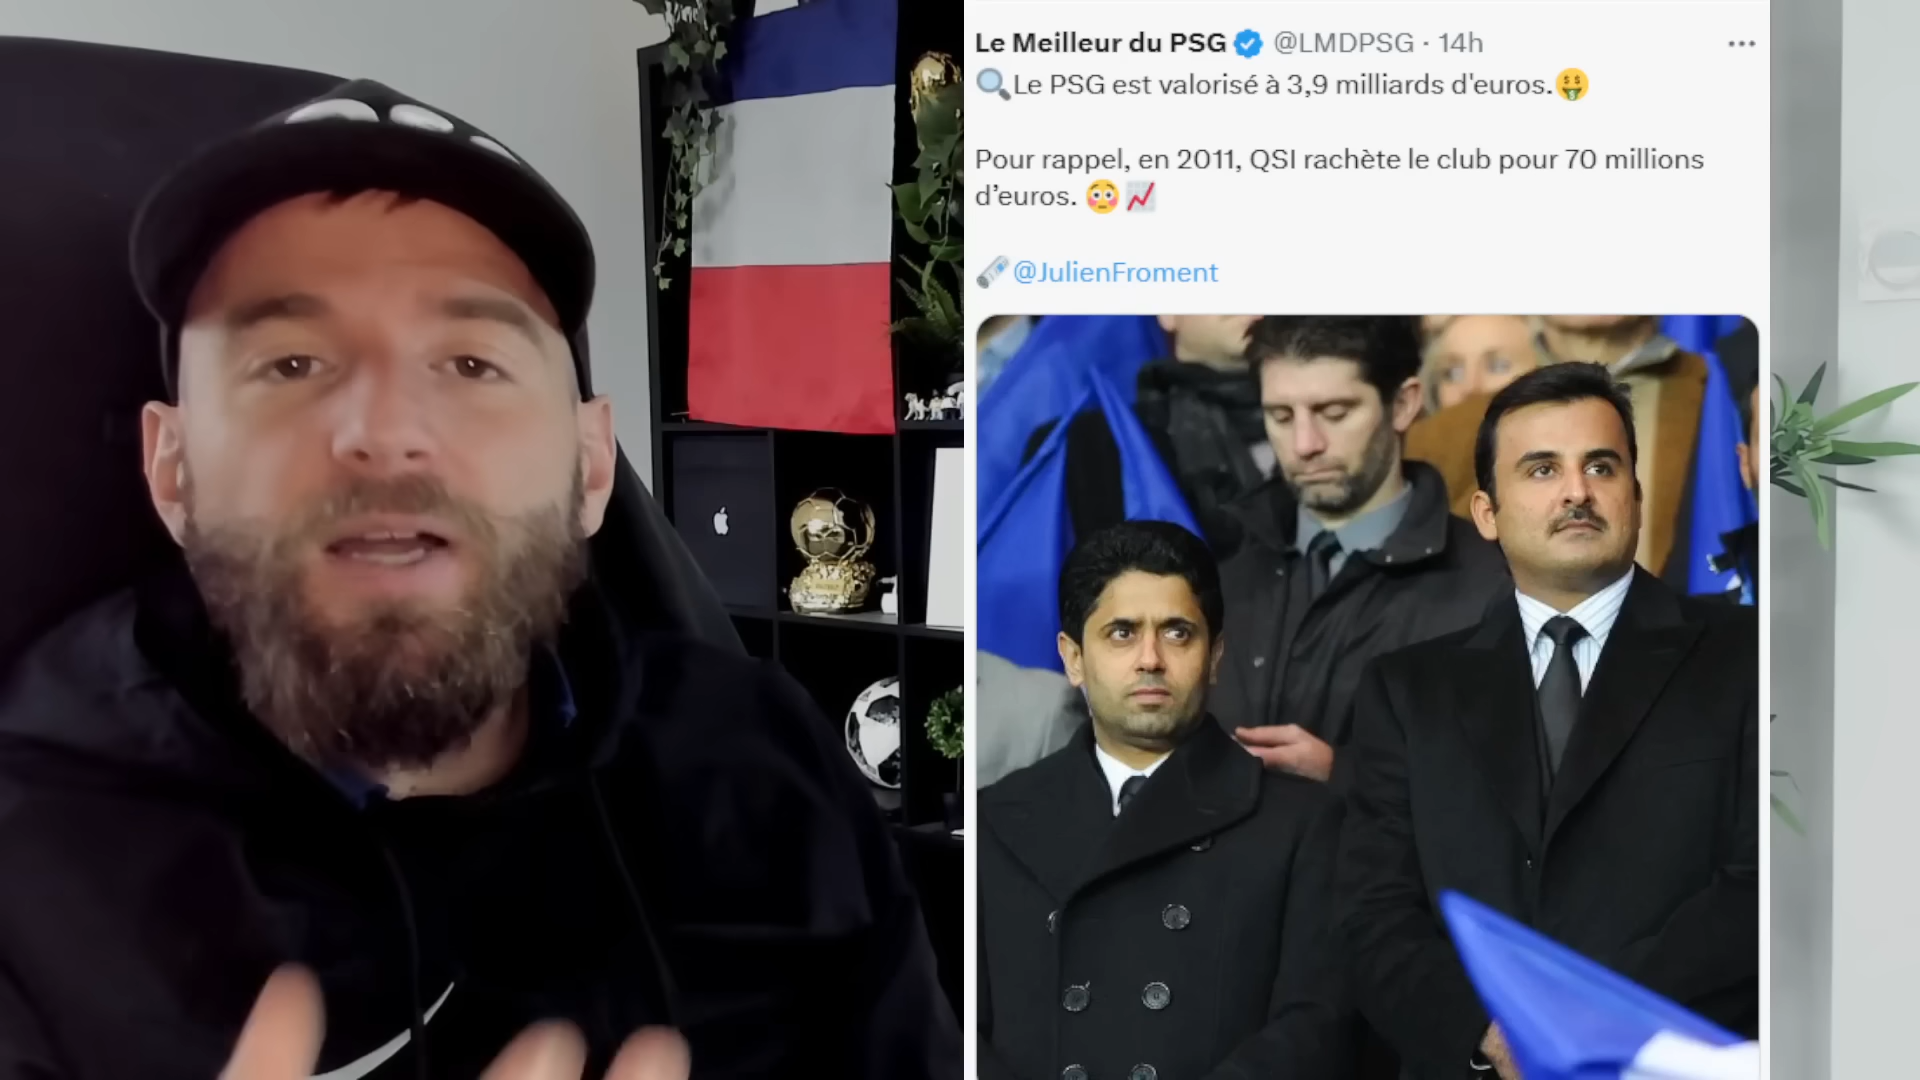 Le Meilleur du PSG @LMDPSG · 14h
Le PSG est valorisé à 3,9 milliards d'euros.
Pour rappel, en 2011, QSI rachète le club pour 70 millions
d’euros.
@JulienFroment